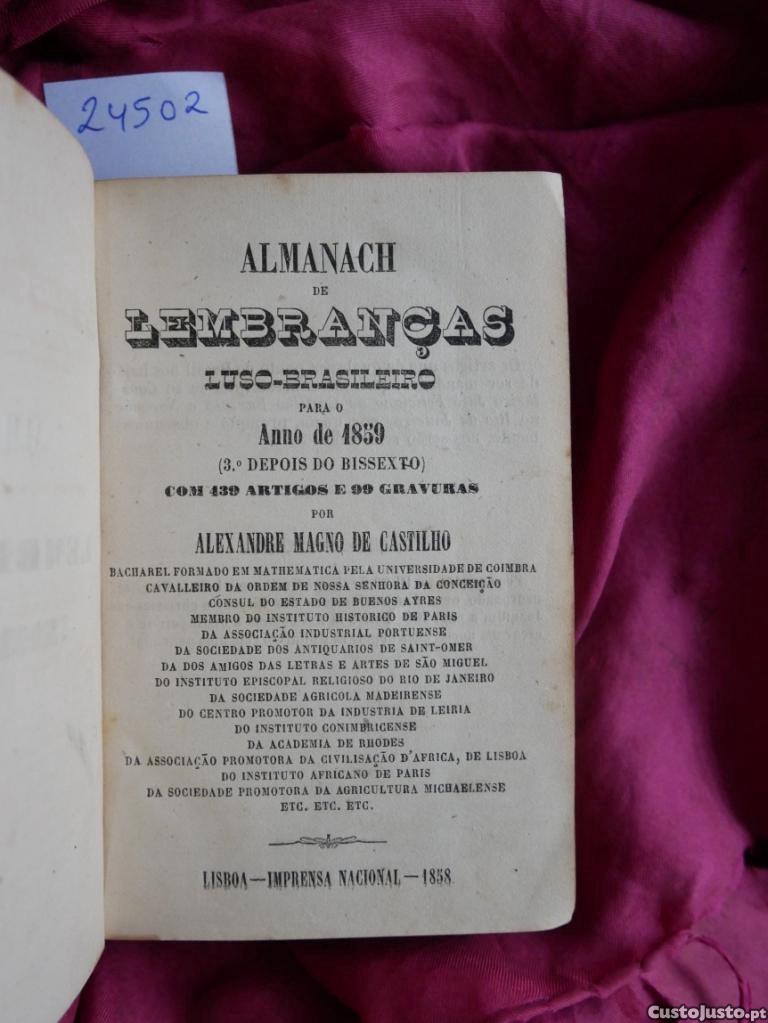 24502
ALMANACH
DE
LEMBRANÇAS
LUSO-BRASILEIRO
PARA O
Anno de 1859
(3.º DEPOIS DO BISSEXTO)
COM 439 ARTIGOS E 99 GRAVURAS
POR
ALEXANDRE MAGNO DE CASTILHO
BACHAREL FORMADO EM MATHEMATICA PELA UNIVERSIDADE DE COIMBRA
CAVALLEIRO DA ORDEM DE NOSSA SENHORA DA CONCEIÇÃO
CONSUL DO ESTADO DE BUENOS AYRES
MEMBRO DO INSTITUTO HISTORICO DE PARIS
DA ASSOCIAÇÃO INDUSTRIAL PORTUENSE
DA SOCIEDADE DOS ANTIQUARIOS DE SAINT-OMER
DA DOS AMIGOS DAS LETRAS E ARTES DE SÃO MIGUEL
DO INSTITUTO EPISCOPAL RELIGIOSO DO RIO DE JANEIRO
DA SOCIEDADE AGRICOLA MADEIRENSE
DO CENTRO PROMOTOR DA INDUSTRIA DE LEIRIA
DO INSTITUTO CONIMBRICENSE
DA ACADEMIA DE RHODES
DA ASSOCIAÇÃO PROMOTORA DA CIVILISAÇÃO D'AFRICA, DE LISBOA
DO INSTITUTO AFRICANO DE PARIS
DA SOCIEDADE PROMOTORA DA AGRICULTURA MICHAELENSE
ETC. ETC. ETC.
LISBOA—IMPRENSA NACIONAL—1858
CustoJusto.pt